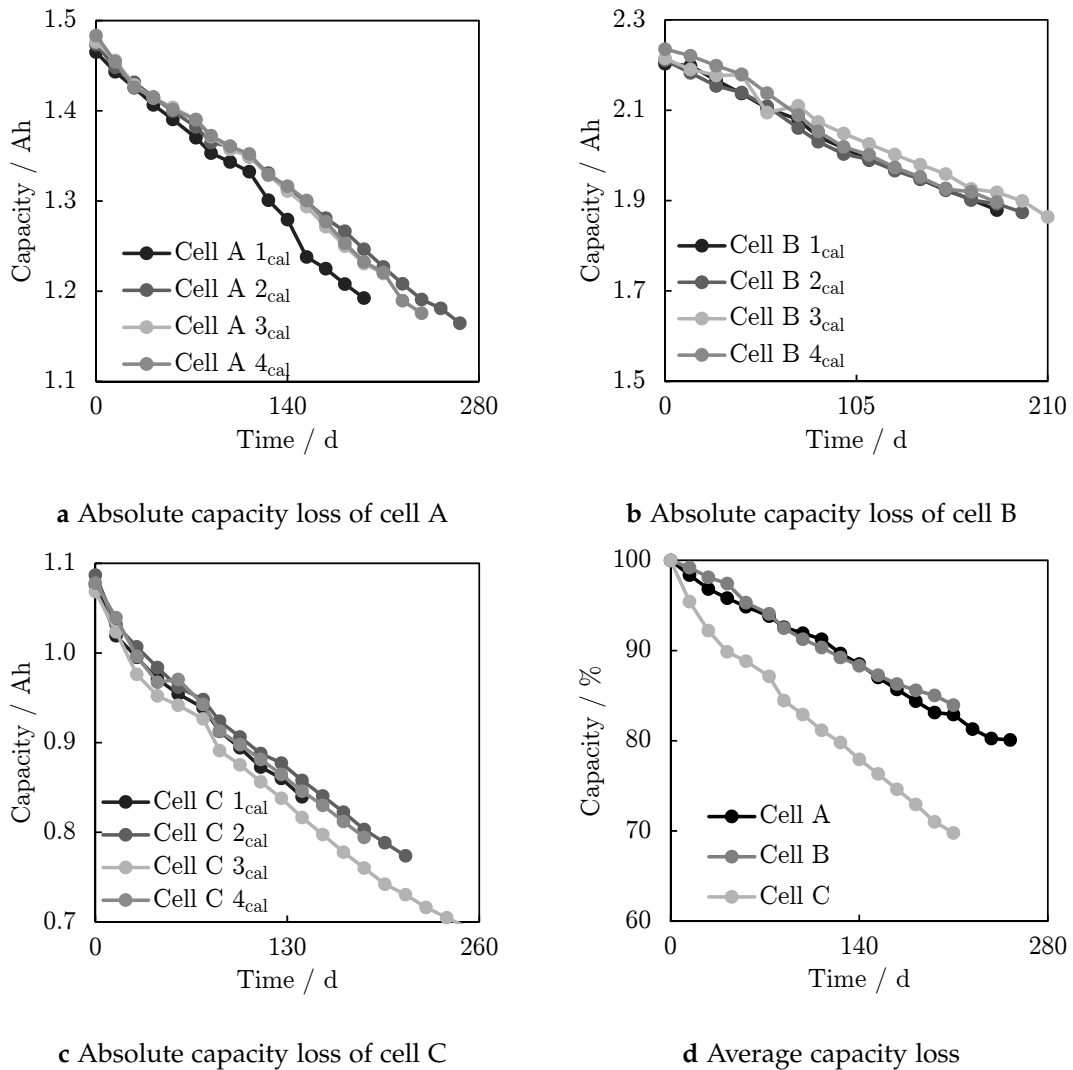 1.5
1.4
1.3
1.2
1.1
Capacity / Ah
Cell A 1cal
Cell A 2cal
Cell A 3cal
Cell A 4cal
0
140
280
Time / d
a Absolute capacity loss of cell A
2.3
2.1
1.9
1.7
1.5
Capacity / Ah
Cell B 1cal
Cell B 2cal
Cell B 3cal
Cell B 4cal
0
105
210
Time / d
b Absolute capacity loss of cell B
1.1
1.0
0.9
0.8
0.7
Capacity / Ah
Cell C 1cal
Cell C 2cal
Cell C 3cal
Cell C 4cal
0
130
260
Time / d
c Absolute capacity loss of cell C
100
90
80
70
60
Capacity / %
Cell A
Cell B
Cell C
0
140
280
Time / d
d Average capacity loss